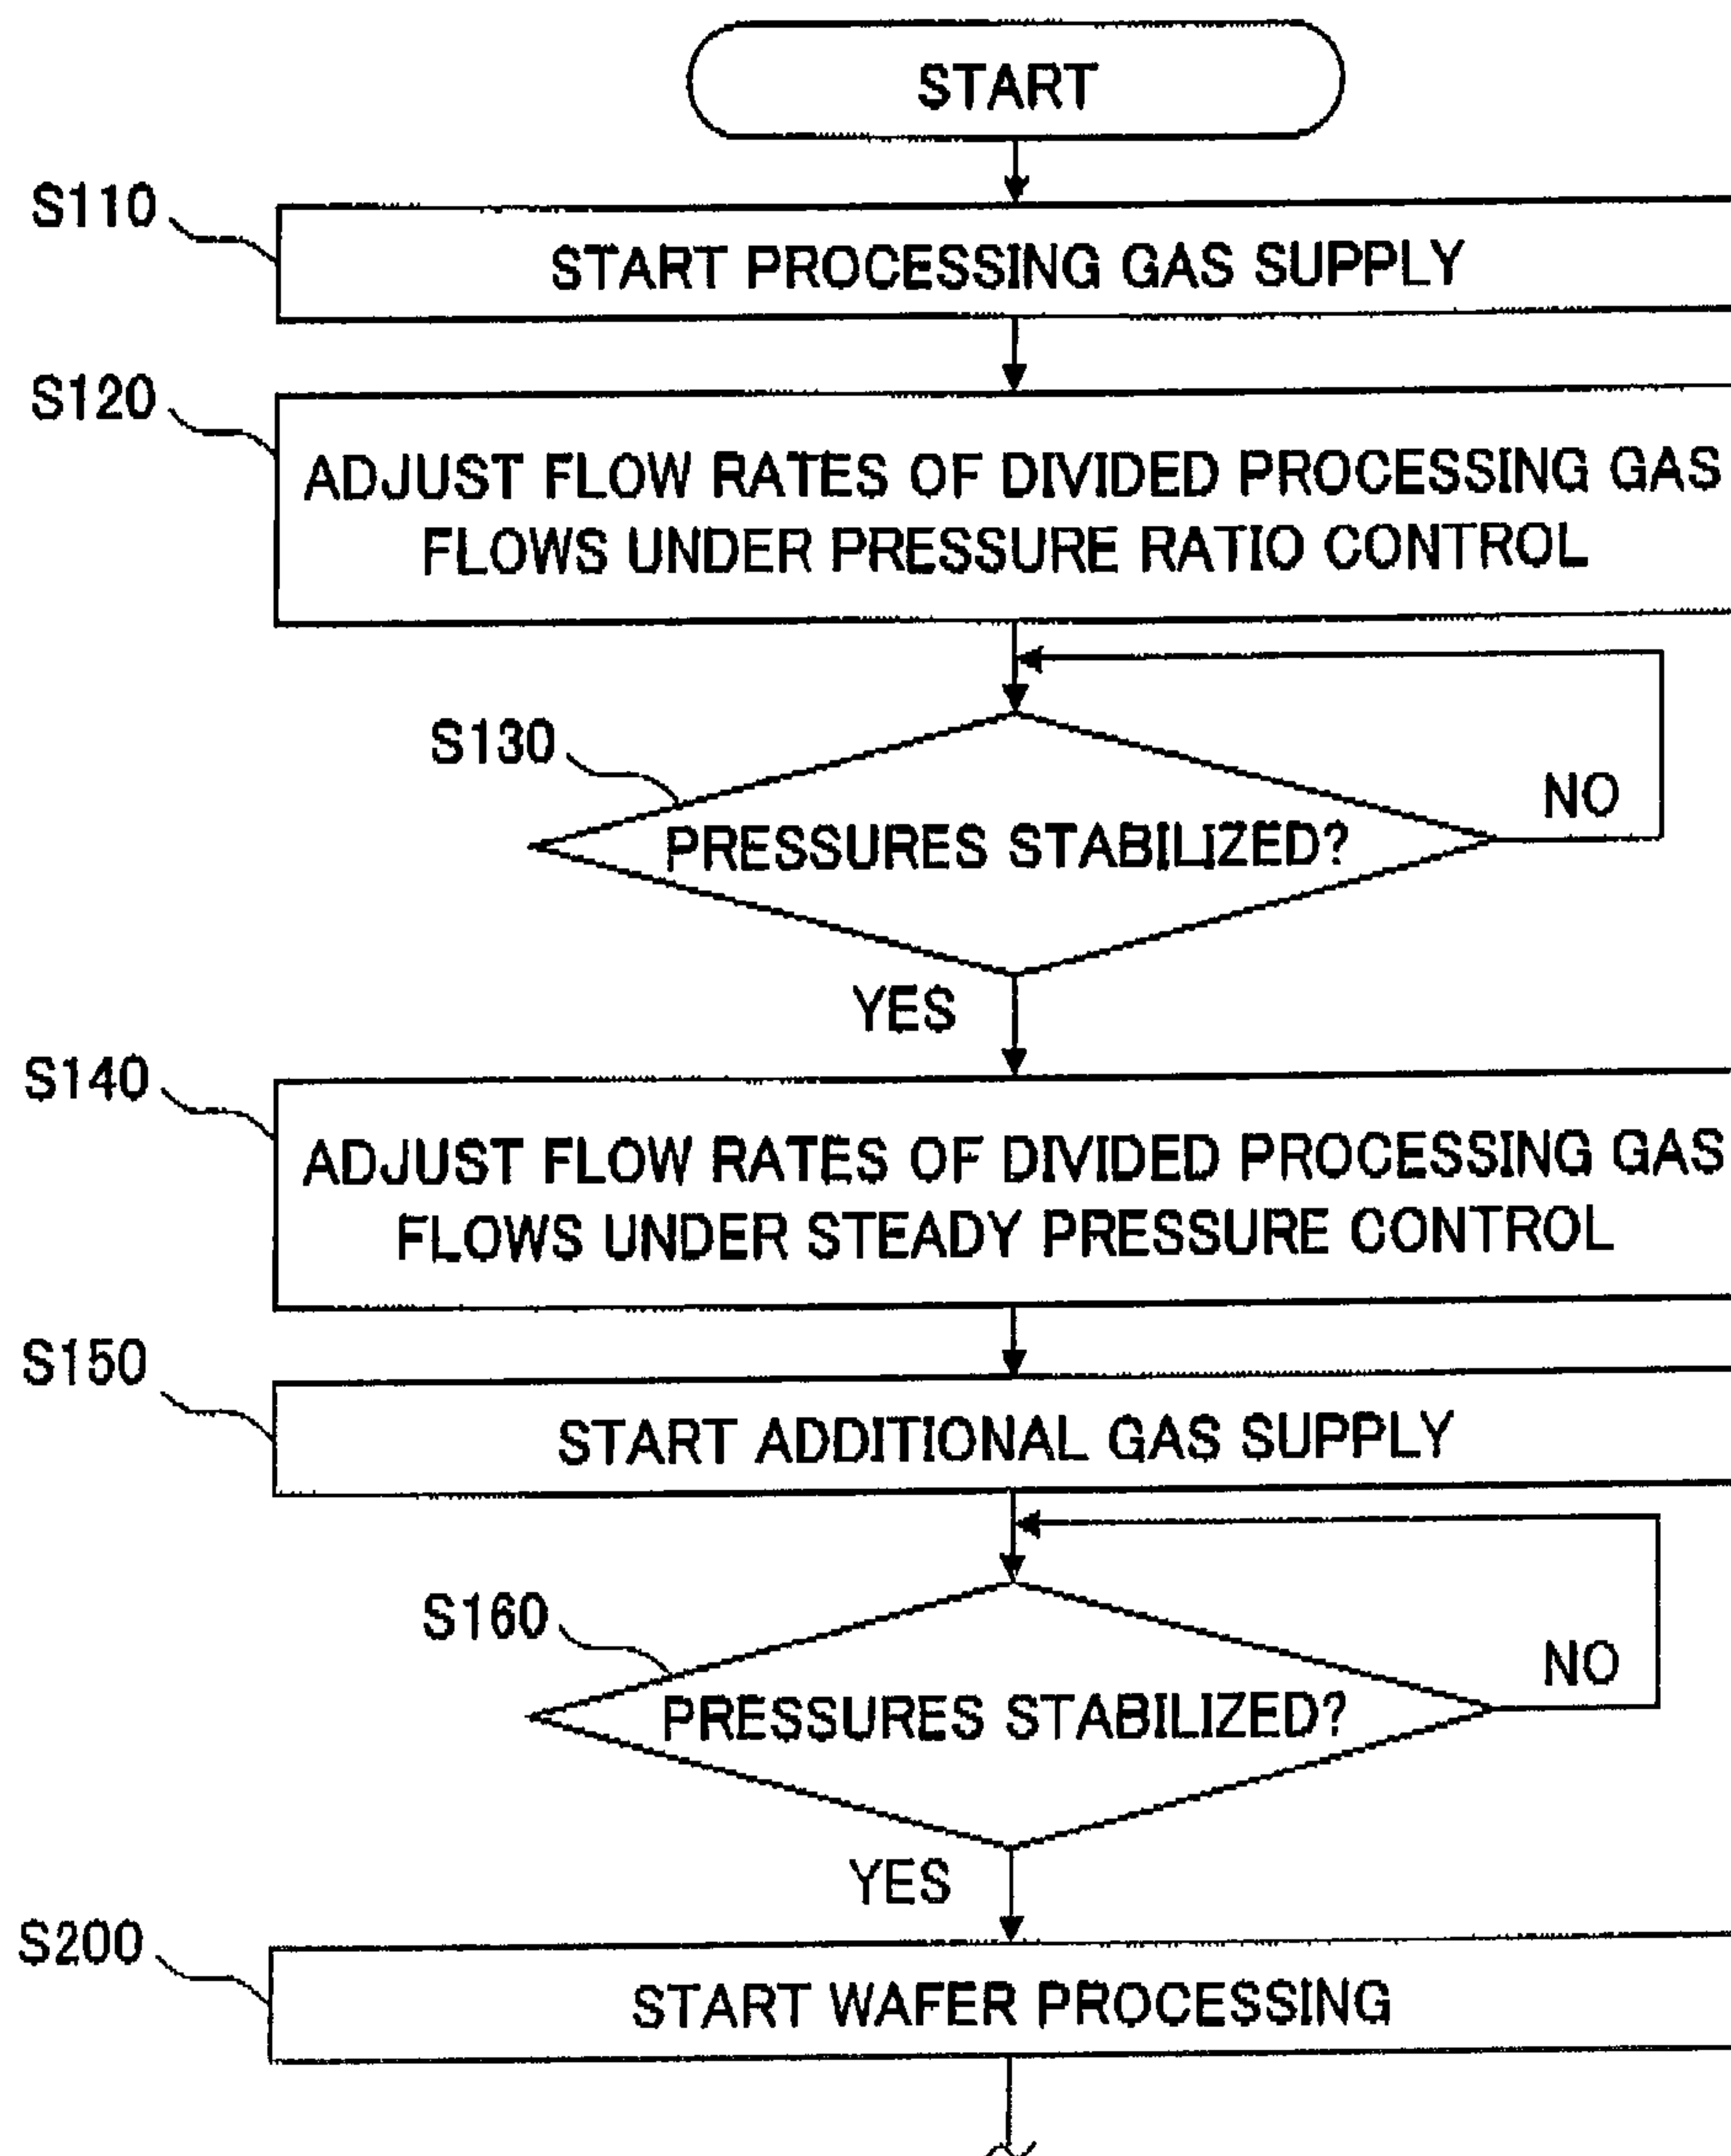 START
S110
START PROCESSING GAS SUPPLY
S120
ADJUST FLOW RATES OF DIVIDED PROCESSING GAS
FLOWS UNDER PRESSURE RATIO CONTROL
S130
NO
PRESSURES STABILIZED?
YES
S140
ADJUST FLOW RATES OF DIVIDED PROCESSING GAS
FLOWS UNDER STEADY PRESSURE CONTROL
S150
START ADDITIONAL GAS SUPPLY
S160
NO
PRESSURES STABILIZED?
YES
S200
START WAFER PROCESSING